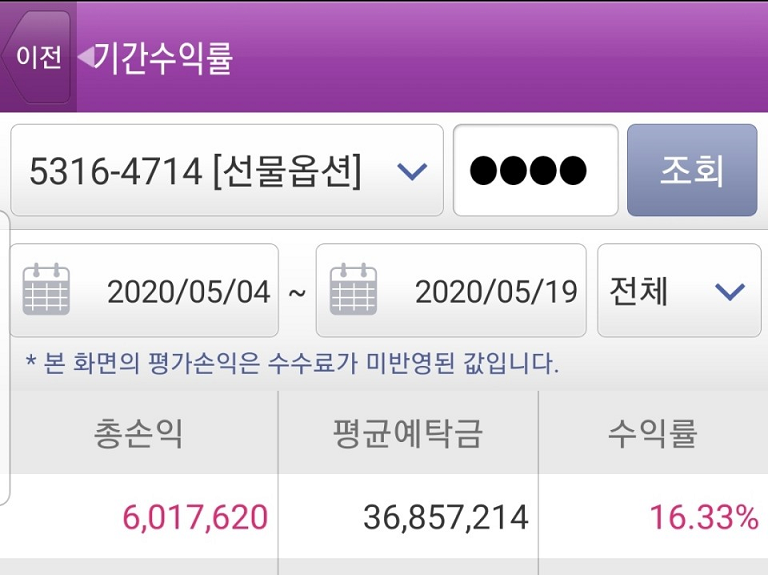 이전
기간수익률
5316-4714 [선물옵션]
●●●●
조회
2020/05/04 ~ 2020/05/19
전체
* 본 화면의 평가손익은 수수료가 미반영된 값입니다.
총손익 평균예탁금 수익률
6,017,620 36,857,214 16.33%